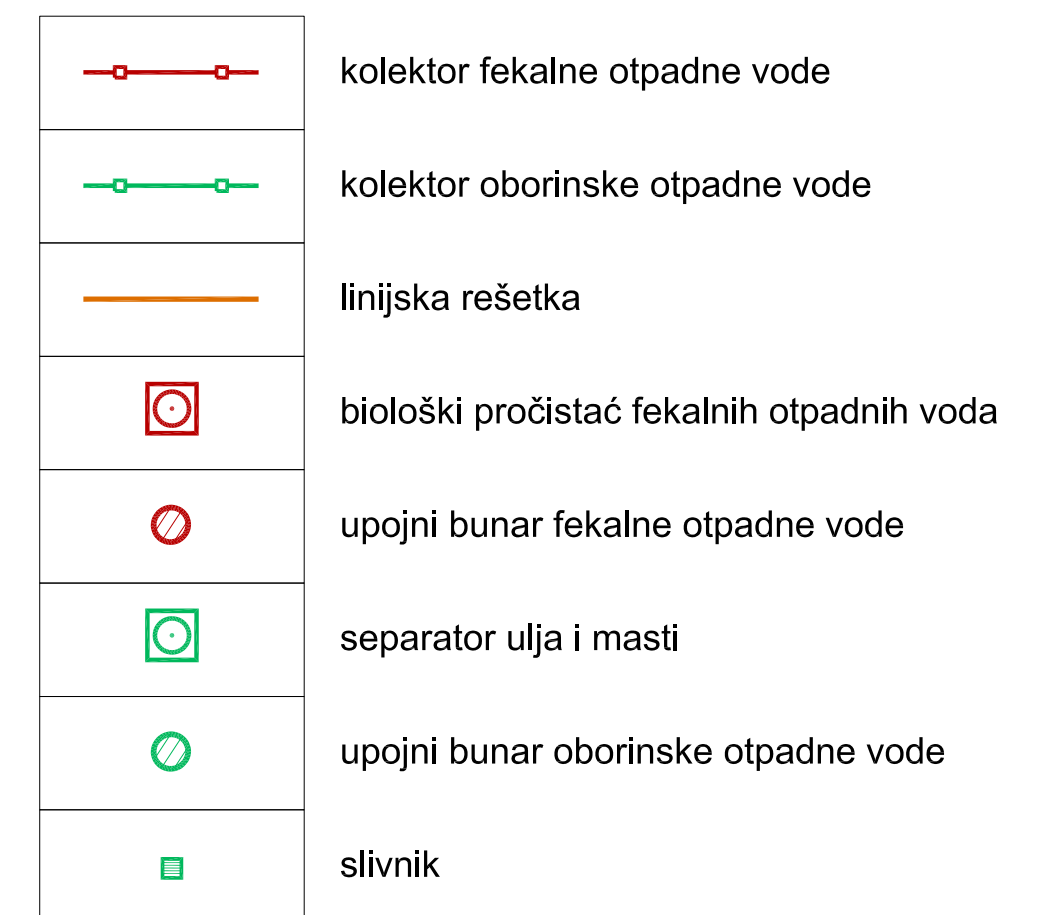 kolektor fekalne otpadne vode
kolektor oborinske otpadne vode
linijska rešetka
biološki pročistać fekalnih otpadnih voda
upojni bunar fekalne otpadne vode
separator ulja i masti
upojni bunar oborinske otpadne vode
slivnik